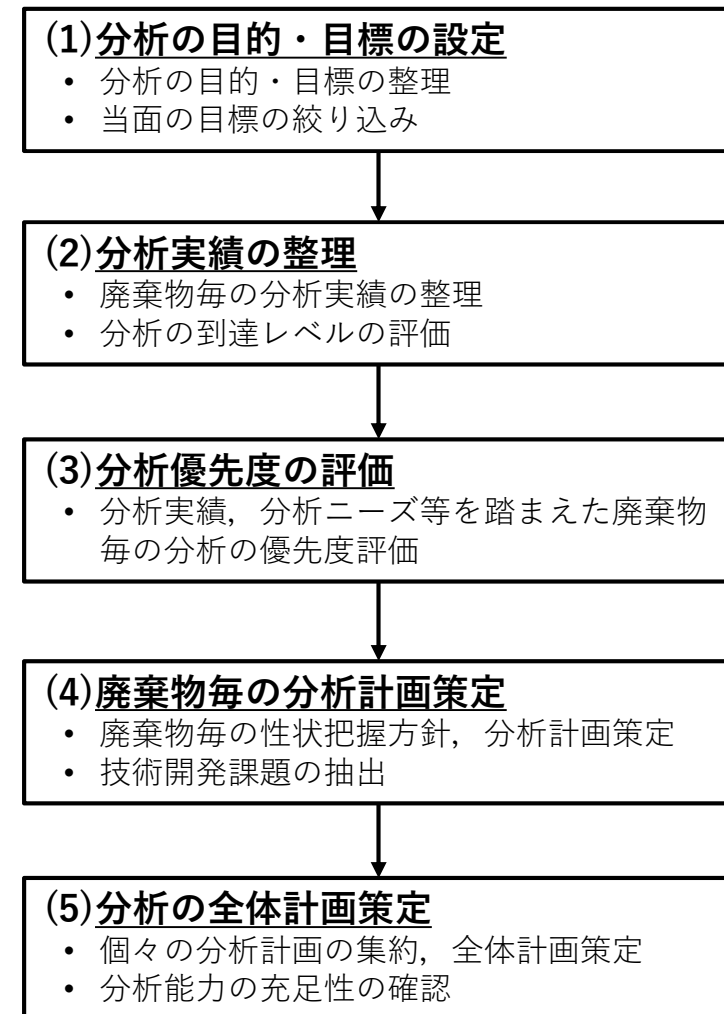 (1)分析の目的・目標の設定
• 分析の目的・目標の整理
• 当面の目標の絞り込み
(2)分析実績の整理
• 廃棄物毎の分析実績の整理
• 分析の到達レベルの評価
(3)分析優先度の評価
• 分析実績，分析ニーズ等を踏まえた廃棄物
毎の分析の優先度評価
(4)廃棄物毎の分析計画策定
• 廃棄物毎の性状把握方針，分析計画策定
• 技術開発課題の抽出
(5)分析の全体計画策定
• 個々の分析計画の集約，全体計画策定
• 分析能力の充足性の確認